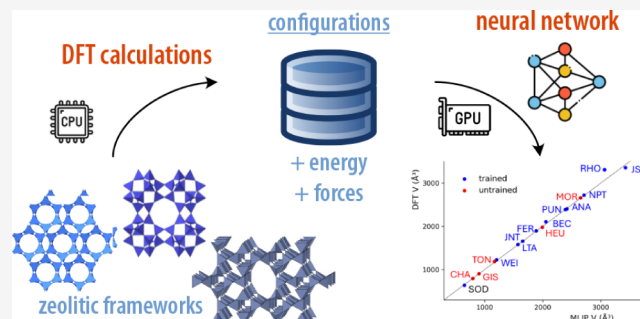 configurations
neural network
DFT calculations
CPU
GPU
+ energy
+ forces
zeolitic frameworks
trained
untrained
RHO
JS
MOR
NPT
PUN
ANA
FER
BEC
HEU
JNT
LTA
TON
WEI
CHA
GIS
SOD
DFT V (Å³)
3000
2000
1000
1000
2000
3000